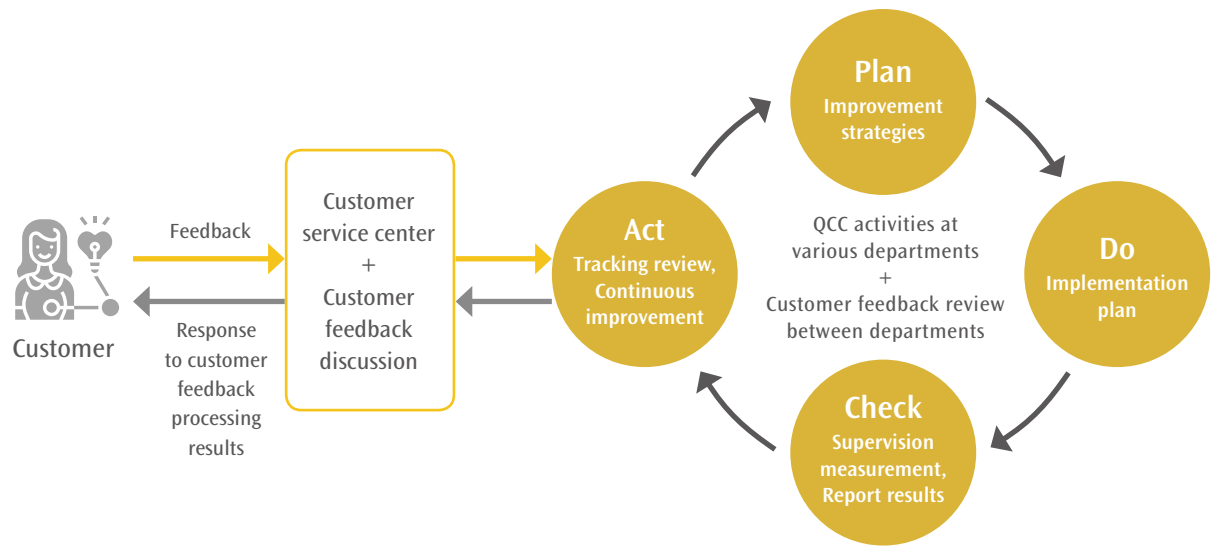 Customer
Feedback
Response
to customer
feedback
processing
results
Customer
service center
+
Customer
feedback
discussion
Act
Tracking review,
Continuous
improvement
Plan
Improvement
strategies
QCC activities at
various departments
+
Customer feedback review
between departments
Do
Implementation
plan
Check
Supervision
measurement,
Report results